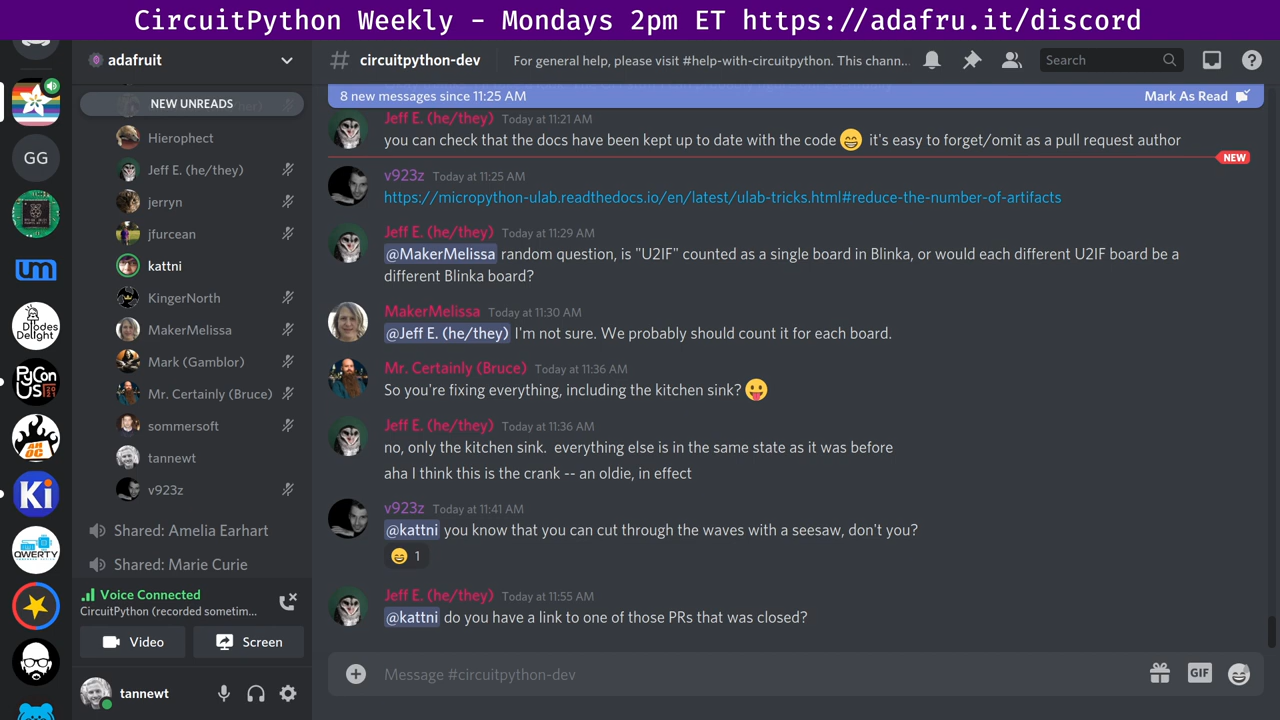 CircuitPython Weekly - Mondays 2pm ET https://adafru.it/discord
adafruit
circuitpython-dev
For general help, please visit #help-with-circuitpython. This chann...
Search
NEW UNREADS
Hierophect
Jeff E. (he/they)
jerryn
jfurcean
kattni
KingerNorth
MakerMelissa
Mark (Gamblor)
Mr. Certainly (Bruce)
sommersoft
tannewt
v923z
Shared: Amelia Earhart
Shared: Marie Curie
Voice Connected
CircuitPython (recorded sometim...
Video
Screen
tannewt
GG
um
Diodes Delight
PyCon US 2021
AHOC
Ki
QWERTY
8 new messages since 11:25 AM
Mark As Read
Jeff E. (he/they) Today at 11:21 AM
you can check that the docs have been kept up to date with the code 😄 it's easy to forget/omit as a pull request author
NEW
v923z Today at 11:25 AM
https://micropython-ulab.readthedocs.io/en/latest/ulab-tricks.html#reduce-the-number-of-artifacts
Jeff E. (he/they) Today at 11:29 AM
@MakerMelissa random question, is "U2IF" counted as a single board in Blinka, or would each different U2IF board be a
different Blinka board?
MakerMelissa Today at 11:30 AM
@Jeff E. (he/they) I'm not sure. We probably should count it for each board.
Mr. Certainly (Bruce) Today at 11:36 AM
So you're fixing everything, including the kitchen sink? 😛
Jeff E. (he/they) Today at 11:36 AM
no, only the kitchen sink. everything else is in the same state as it was before
aha I think this is the crank -- an oldie, in effect
v923z Today at 11:41 AM
@kattni you know that you can cut through the waves with a seesaw, don't you?
😄 1
Jeff E. (he/they) Today at 11:55 AM
@kattni do you have a link to one of those PRs that was closed?
Message #circuitpython-dev
GIF